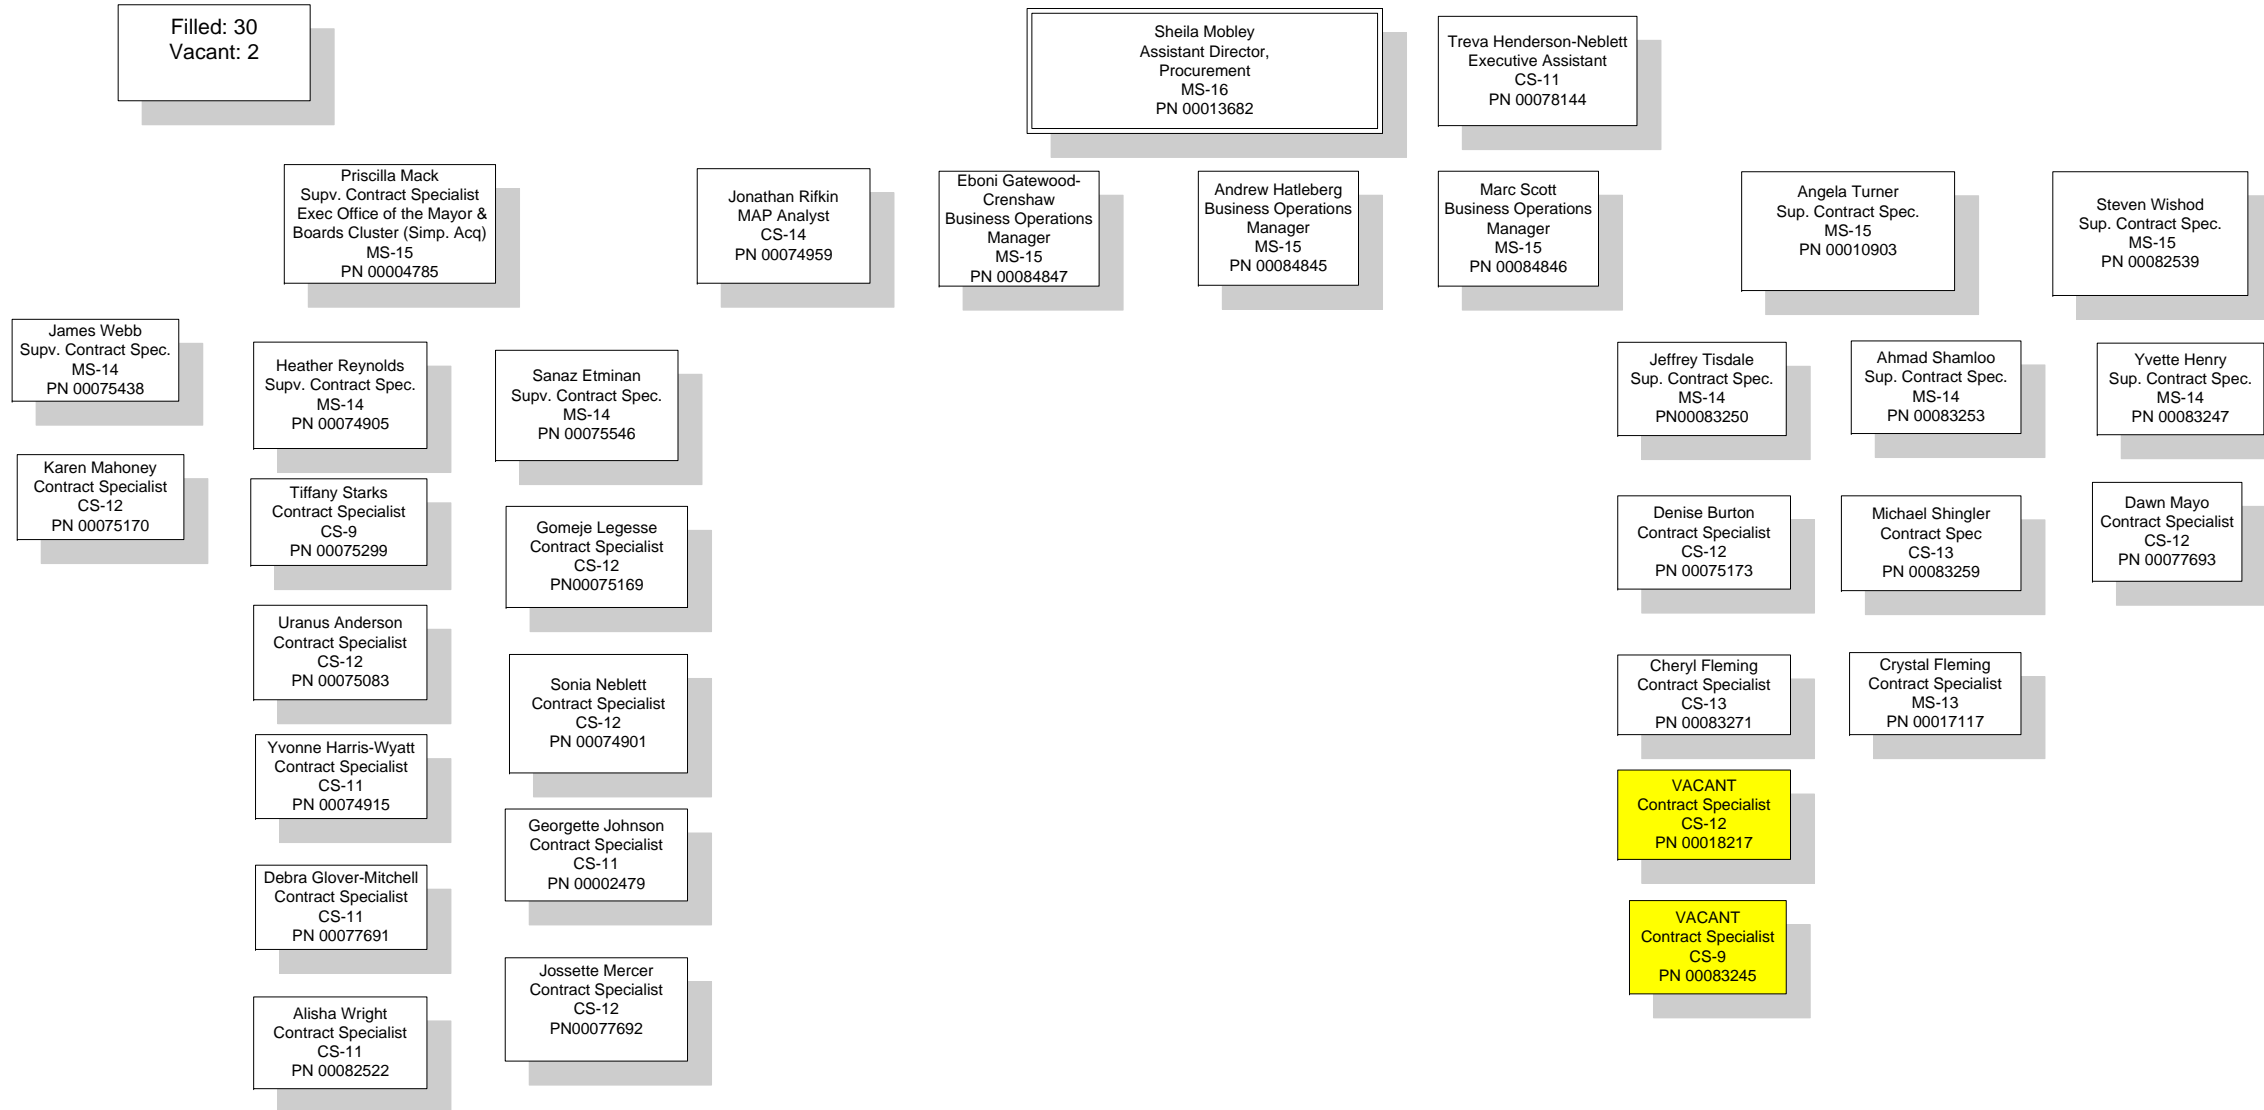 Filled: 30
Vacant: 2
Sheila Mobley
Assistant Director,
Procurement
MS-16
PN 00013682
Treva Henderson-Neblett
Executive Assistant
CS-11
PN 00078144
Priscilla Mack
Supv. Contract Specialist
Exec Office of the Mayor &
Boards Cluster (Simp. Acq)
MS-15
PN 00004785
Jonathan Rifkin
MAP Analyst
CS-14
PN 00074959
Eboni Gatewood-
Crenshaw
Business Operations
Manager
MS-15
PN 00084847
Andrew Hatleberg
Business Operations
Manager
MS-15
PN 00084845
Marc Scott
Business Operations
Manager
MS-15
PN 00084846
Angela Turner
Sup. Contract Spec.
MS-15
PN 00010903
Steven Wishod
Sup. Contract Spec.
MS-15
PN 00082539
James Webb
Supv. Contract Spec.
MS-14
PN 00075438
Karen Mahoney
Contract Specialist
CS-12
PN 00075170
Heather Reynolds
Supv. Contract Spec.
MS-14
PN 00074905
Tiffany Starks
Contract Specialist
CS-9
PN 00075299
Uranus Anderson
Contract Specialist
CS-12
PN 00075083
Yvonne Harris-Wyatt
Contract Specialist
CS-11
PN 00074915
Debra Glover-Mitchell
Contract Specialist
CS-11
PN 00077691
Alisha Wright
Contract Specialist
CS-11
PN 00082522
Sanaz Etminan
Supv. Contract Spec.
MS-14
PN 00075546
Gomeje Legesse
Contract Specialist
CS-12
PN00075169
Sonia Neblett
Contract Specialist
CS-12
PN 00074901
Georgette Johnson
Contract Specialist
CS-11
PN 00002479
Jossette Mercer
Contract Specialist
CS-12
PN00077692
Jeffrey Tisdale
Sup. Contract Spec.
MS-14
PN00083250
Denise Burton
Contract Specialist
CS-12
PN 00075173
Cheryl Fleming
Contract Specialist
CS-13
PN 00083271
VACANT
Contract Specialist
CS-12
PN 00018217
VACANT
Contract Specialist
CS-9
PN 00083245
Ahmad Shamloo
Sup. Contract Spec.
MS-14
PN 00083253
Michael Shingler
Contract Spec
CS-13
PN 00083259
Crystal Fleming
Contract Specialist
MS-13
PN 00017117
Yvette Henry
Sup. Contract Spec.
MS-14
PN 00083247
Dawn Mayo
Contract Specialist
CS-12
PN 00077693